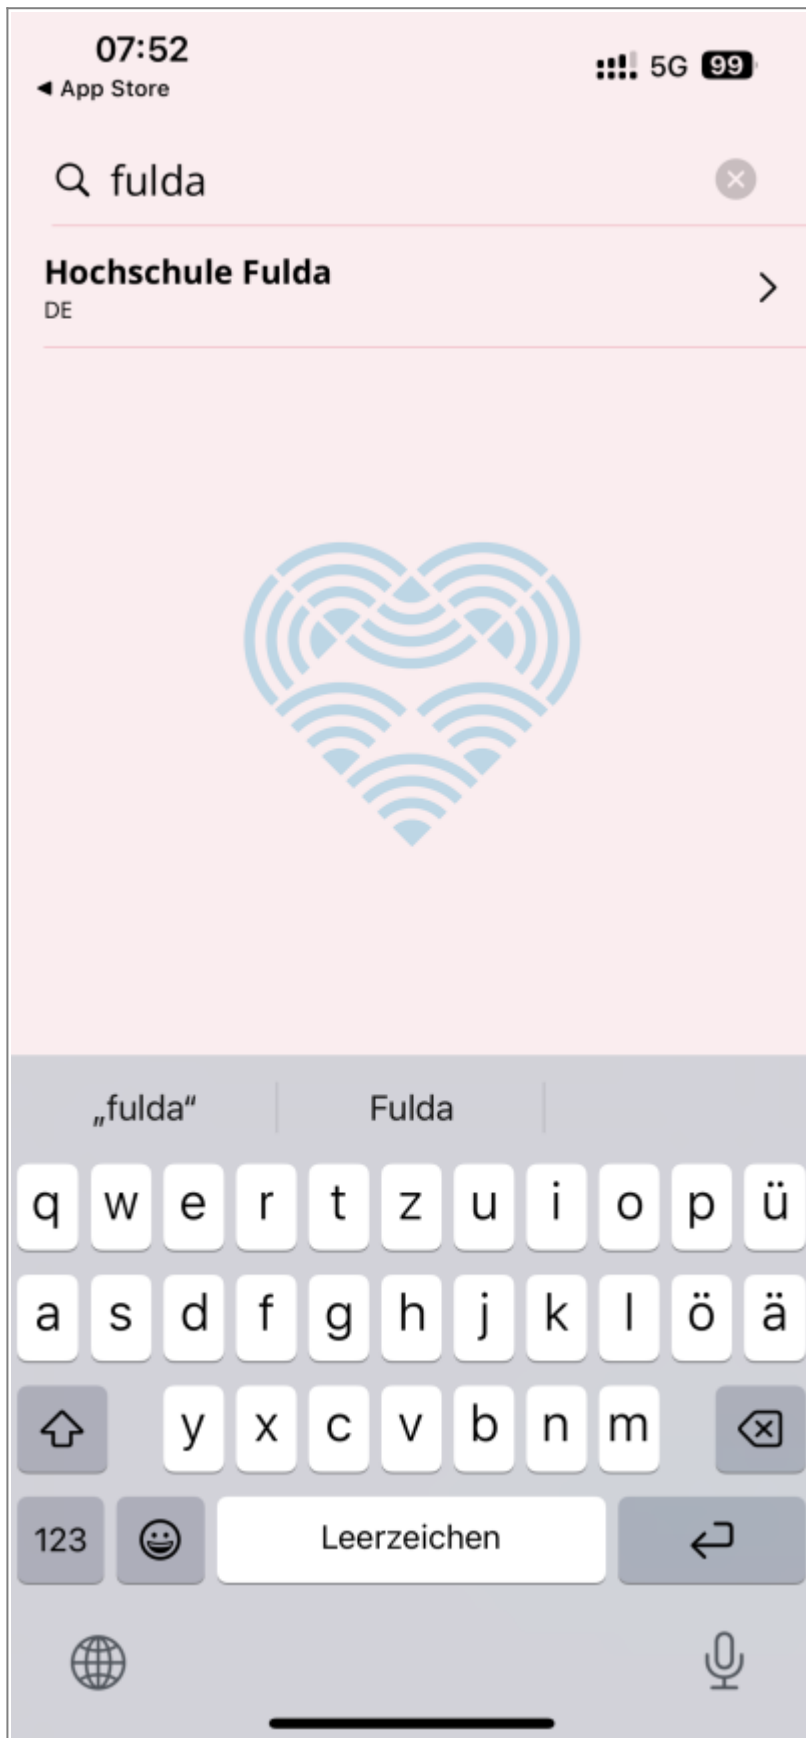 07:52
◀ App Store
5G 99
fulda
Hochschule Fulda
DE
„fulda“ Fulda
q w e r t z u i o p ü
a s d f g h j k l ö ä
y x c v b n m
123 Leerzeichen